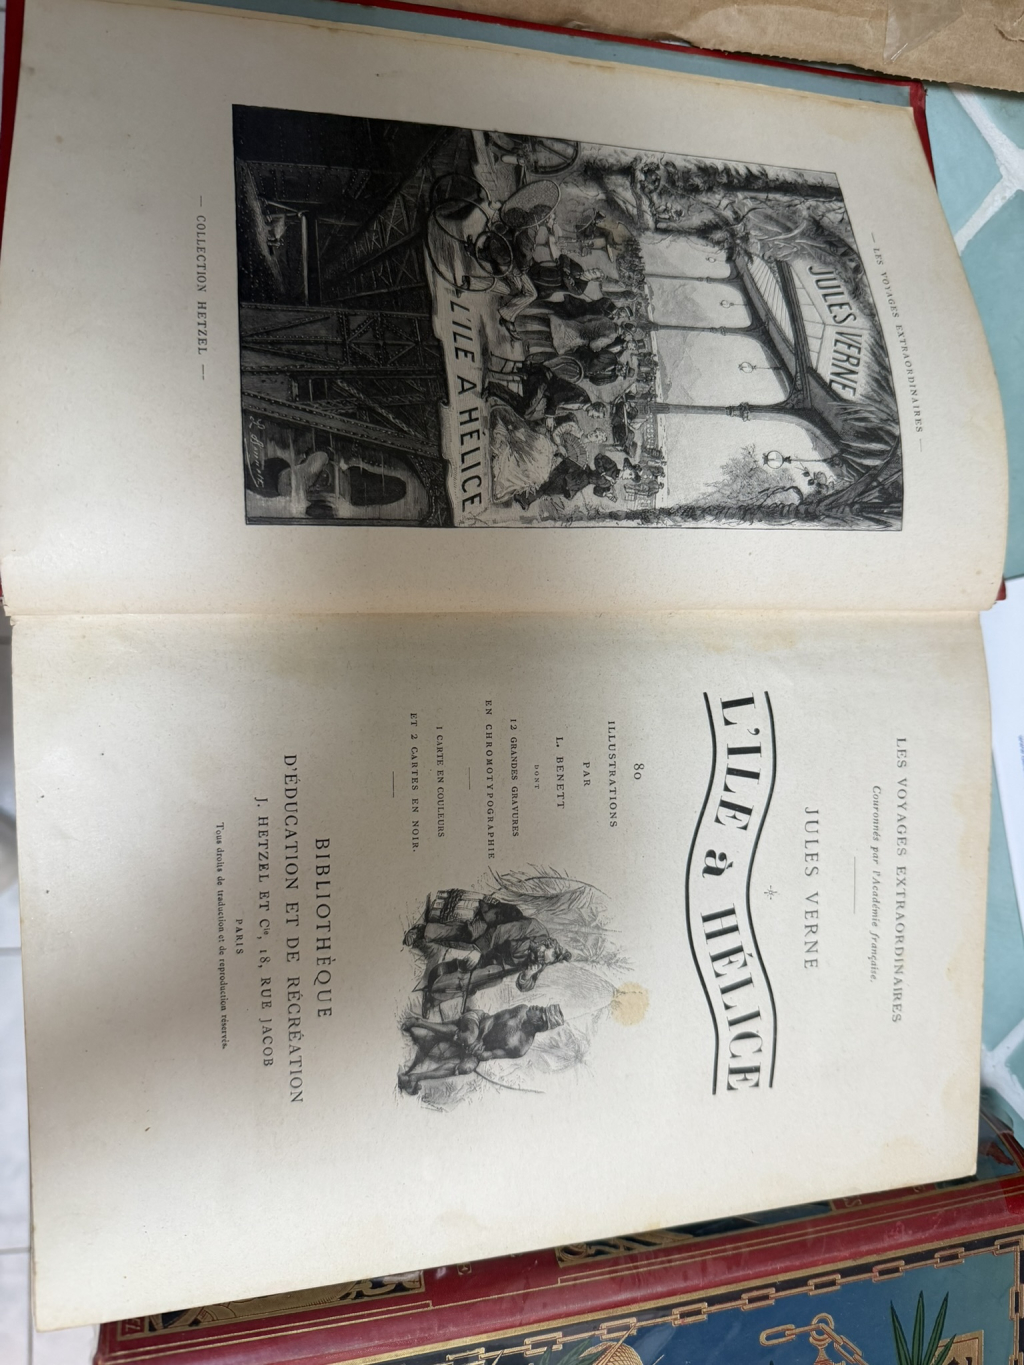 — LES VOYAGES EXTRAORDINAIRES —
JULES VERNE
L'ILE A HÉLICE
L. Benett
— COLLECTION HETZEL —
LES VOYAGES EXTRAORDINAIRES
Couronnés par l'Académie française.
JULES VERNE
L'ILE à HÉLICE
80
ILLUSTRATIONS
PAR
L. BENETT
DONT
12 GRANDES GRAVURES
EN CHROMOTYPOGRAPHIE
1 CARTE EN COULEURS
ET 2 CARTES EN NOIR.
BIBLIOTHÈQUE
D'ÉDUCATION ET DE RÉCRÉATION
J. HETZEL ET Cie, 18, RUE JACOB
PARIS
Tous droits de traduction et de reproduction réservés.